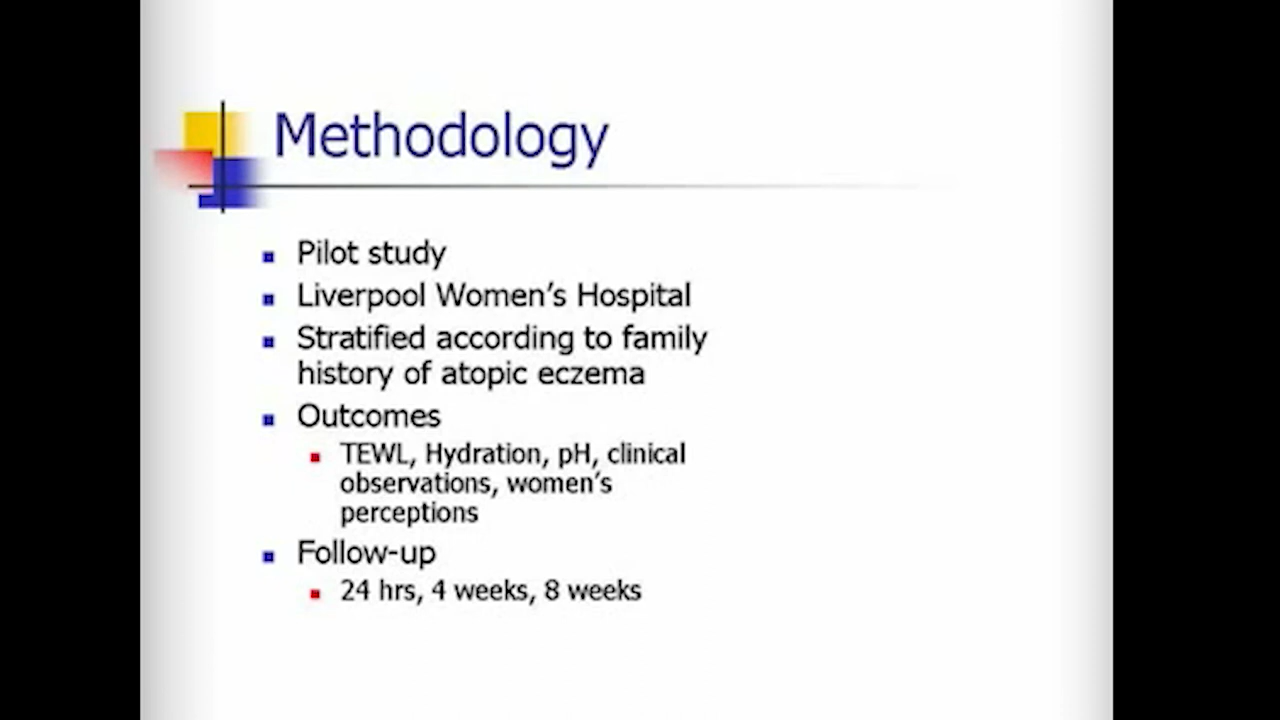 Methodology
Pilot study
Liverpool Women's Hospital
Stratified according to family
history of atopic eczema
Outcomes
TEWL, Hydration, pH, clinical
observations, women's
perceptions
Follow-up
24 hrs, 4 weeks, 8 weeks